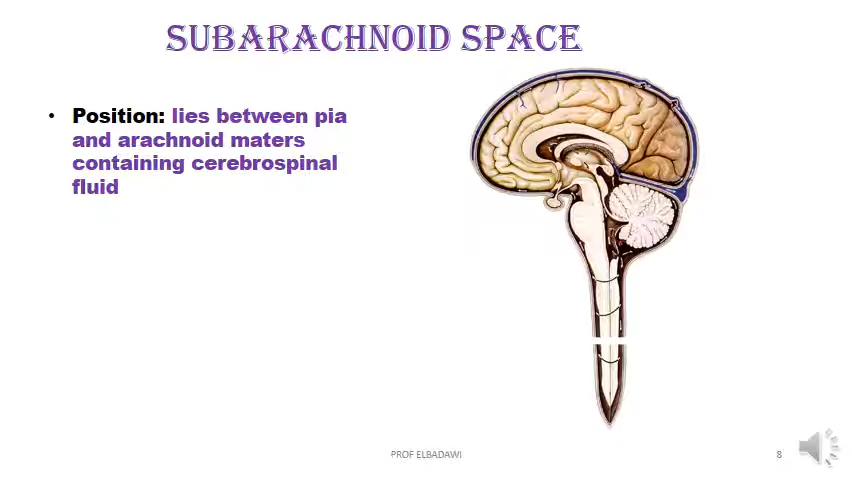 SUBARACHNOID SPACE
• Position: lies between pia
and arachnoid maters
containing cerebrospinal
fluid
PROF ELBADAWI
8